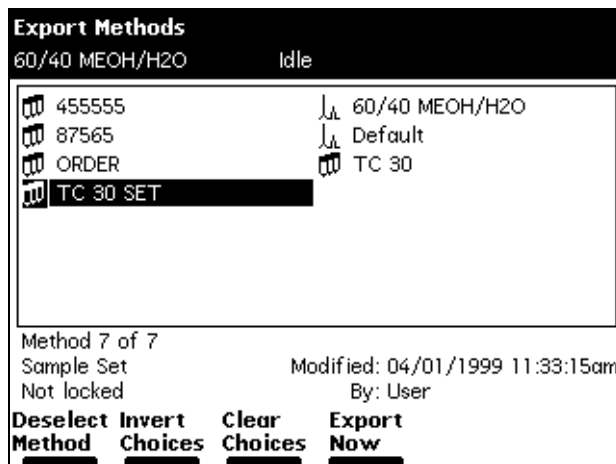 Export Methods
60/40 MEOH/H2O Idle
455555 60/40 MEOH/H2O
87565 Default
ORDER TC 30
TC 30 SET
Method 7 of 7
Sample Set Modified: 04/01/1999 11:33:15am
Not locked By: User
Deselect Invert Clear Export
Method Choices Choices Now